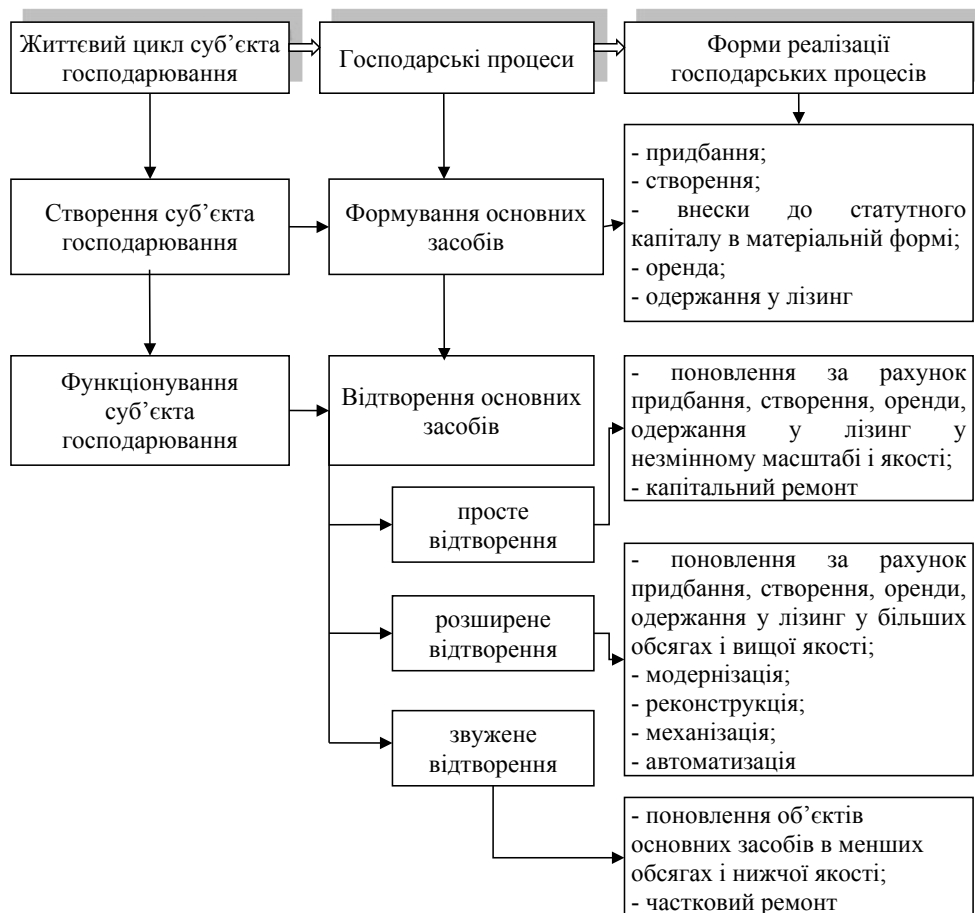 Життєвий цикл суб’єкта
господарювання
Господарські процеси
Форми реалізації
господарських процесів
Створення суб’єкта
господарювання
Формування основних
засобів
- придбання;
- створення;
- внески до статутного
капіталу в матеріальній формі;
- оренда;
- одержання у лізинг
Функціонування
суб’єкта
господарювання
Відтворення основних
засобів
- поновлення за рахунок
придбання, створення, оренди,
одержання у лізинг у
незмінному масштабі і якості;
- капітальний ремонт
просте
відтворення
розширене
відтворення
- поновлення за рахунок
придбання, створення, оренди,
одержання у лізинг у більших
обсягах і вищої якості;
- модернізація;
- реконструкція;
- механізація;
- автоматизація
звужене
відтворення
- поновлення об’єктів
основних засобів в менших
обсягах і нижчої якості;
- частковий ремонт